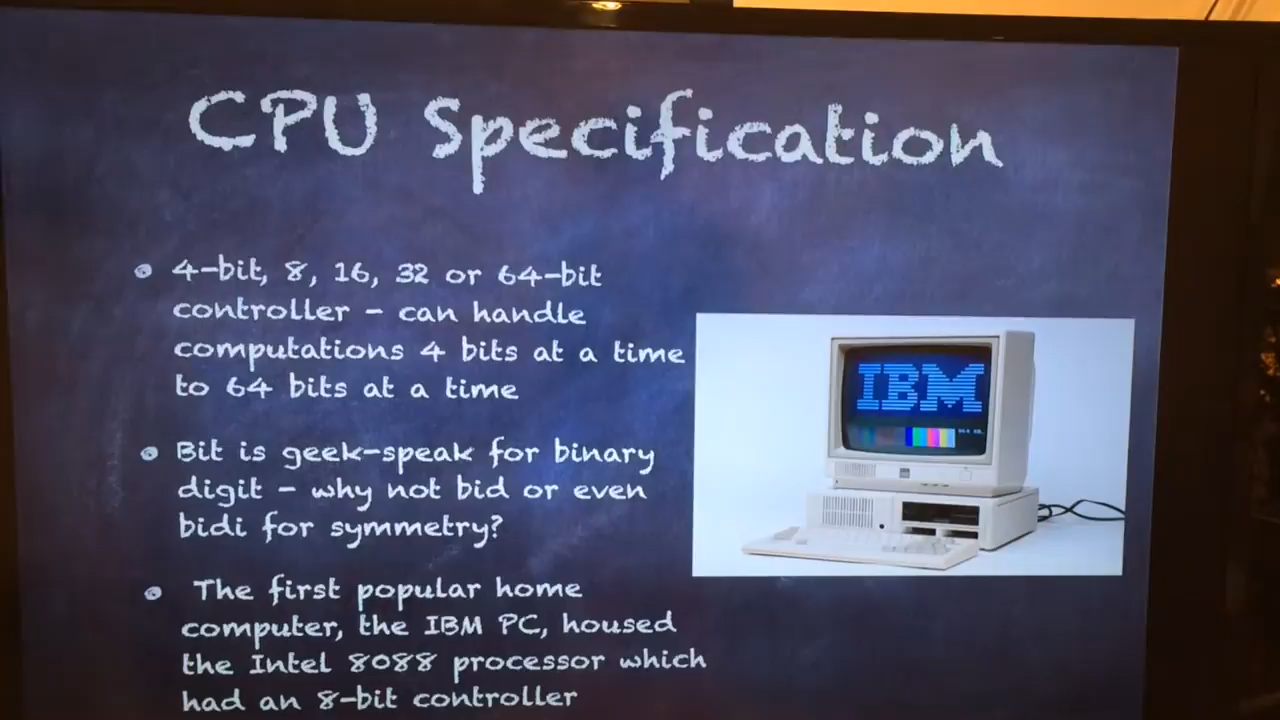 CPU Specification
4-bit, 8, 16, 32 or 64-bit
controller - can handle
computations 4 bits at a time
to 64 bits at a time
Bit is geek-speak for binary
digit - why not bid or even
bidi for symmetry?
The first popular home
computer, the IBM PC, housed
the Intel 8088 processor which
had an 8-bit controller
IBM